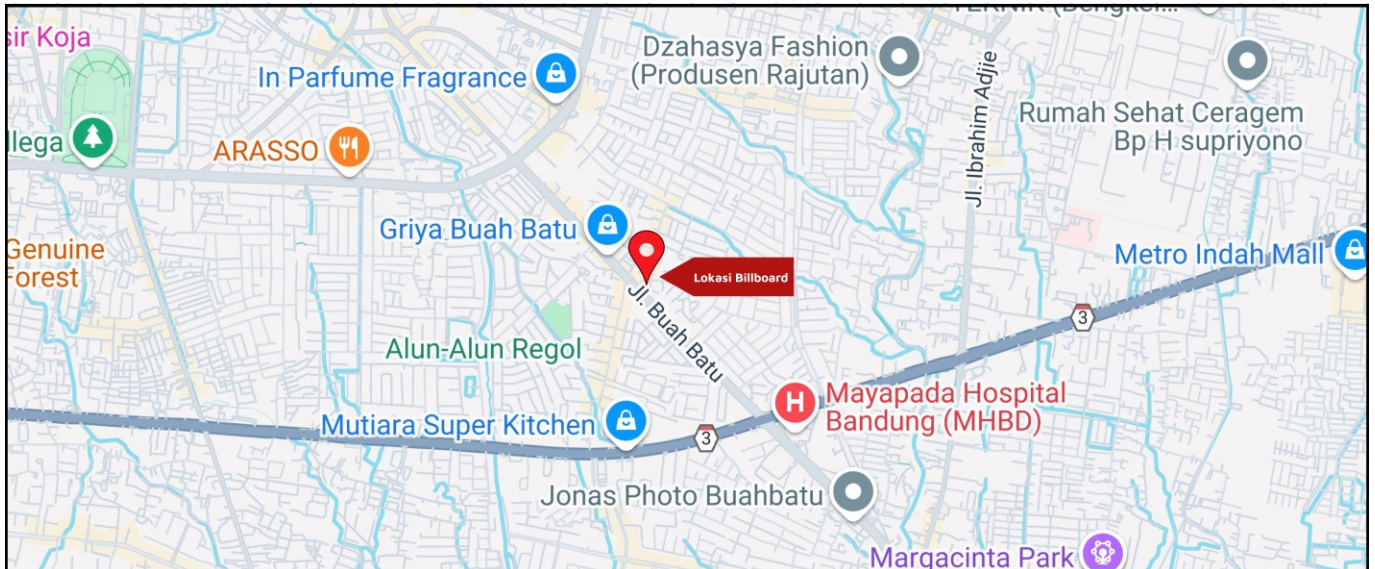 TEKNIK (Bengkel...
sir Koja
Dzahasya Fashion
(Produsen Rajutan)
In Parfume Fragrance
Jl. Ibrahim Adjie
Rumah Sehat Ceragem
Bp H supriyono
llega
ARASSO
Griya Buah Batu
Genuine
Forest
Metro Indah Mall
Lokasi Billboard
Jl. Buah Batu
3
Alun-Alun Regol
Mayapada Hospital
Bandung (MHBD)
H
Mutiara Super Kitchen
3
Jonas Photo Buahbatu
Margacinta Park